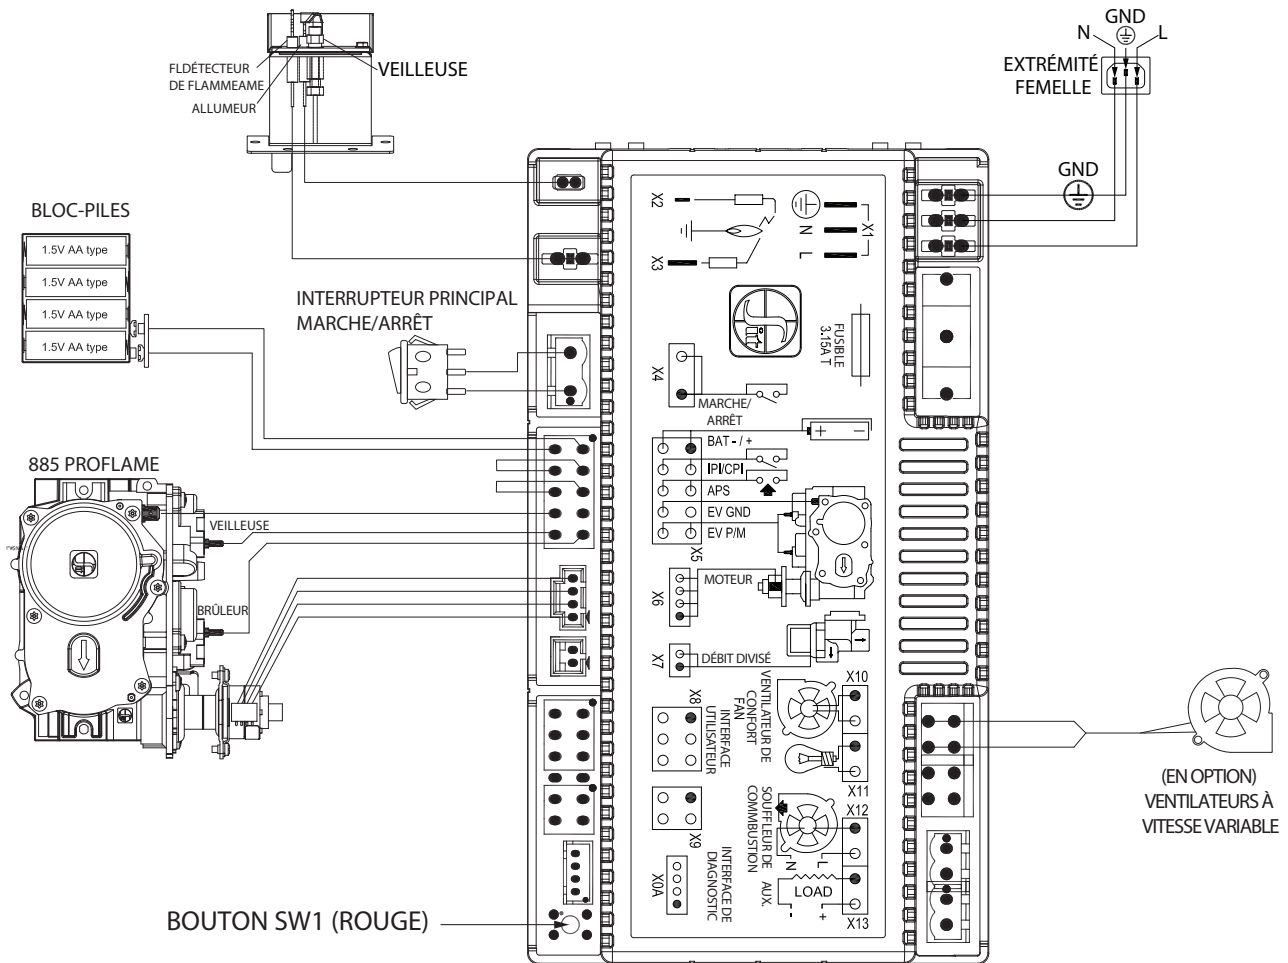 FLDÉTECTEUR
DE FLAMMEAME
ALLUMEUR
VEILLEUSE
GND
N
L
EXTRÉMITÉ
FEMELLE
GND
BLOC-PILES
1.5V AA type
1.5V AA type
1.5V AA type
1.5V AA type
INTERRUPTEUR PRINCIPAL
MARCHE/ARRÊT
885 PROFLAME
VEILLEUSE
BRÛLEUR
X2
X3
N
L
X1
FUSIBLE
3.15A T
X4
MARCHE/
ARRÊT
BAT - / +
+ -
IPI/CPI
APS
EV GND
EV P/M
X5
X6
MOTEUR
X7
DÉBIT DIVISÉ
X8
INTERFACE
UTILISATEUR
VENTILATEUR DE
CONFORT
FAN
X10
X11
X9
SOUFFLEUR DE
COMMBUSTION
X12
N
L
X0A
INTERFACE DE
DIAGNOSTIC
AUX.
LOAD
- +
X13
BOUTON SW1 (ROUGE)
(EN OPTION)
VENTILATEURS À
VITESSE VARIABLE